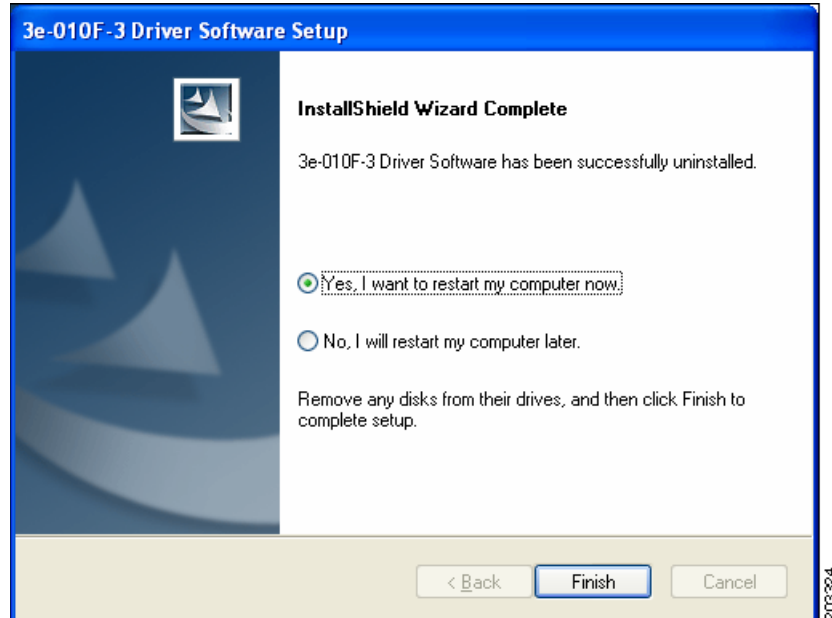 3e-010F-3 Driver Software Setup
InstallShield Wizard Complete
3e-010F-3 Driver Software has been successfully uninstalled.
Yes, I want to restart my computer now.
No, I will restart my computer later.
Remove any disks from their drives, and then click Finish to
complete setup.
< Back
Finish
Cancel
203394